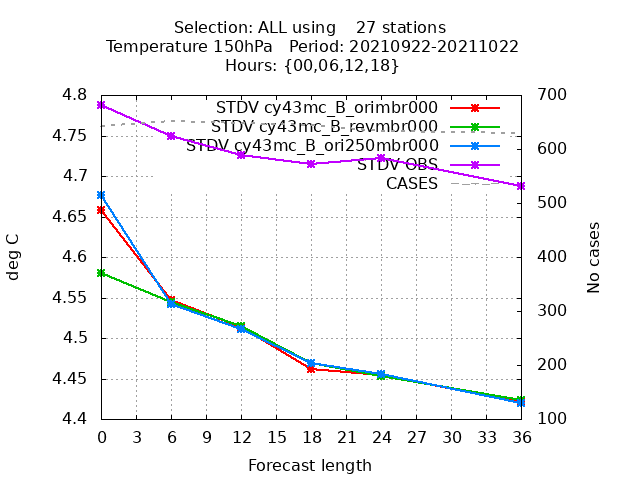 Selection: ALL using 27 stations
Temperature 150hPa Period: 20210922-20211022
Hours: {00,06,12,18}
STDV cy43mc_B_orimbr000
STDV cy43mc_B_revmbr000
STDV cy43mc_B_ori250mbr000
STDV OBS
CASES
deg C
4.8
4.75
4.7
4.65
4.6
4.55
4.5
4.45
4.4
700
600
500
400
300
200
100
No cases
0 3 6 9 12 15 18 21 24 27 30 33 36
Forecast length